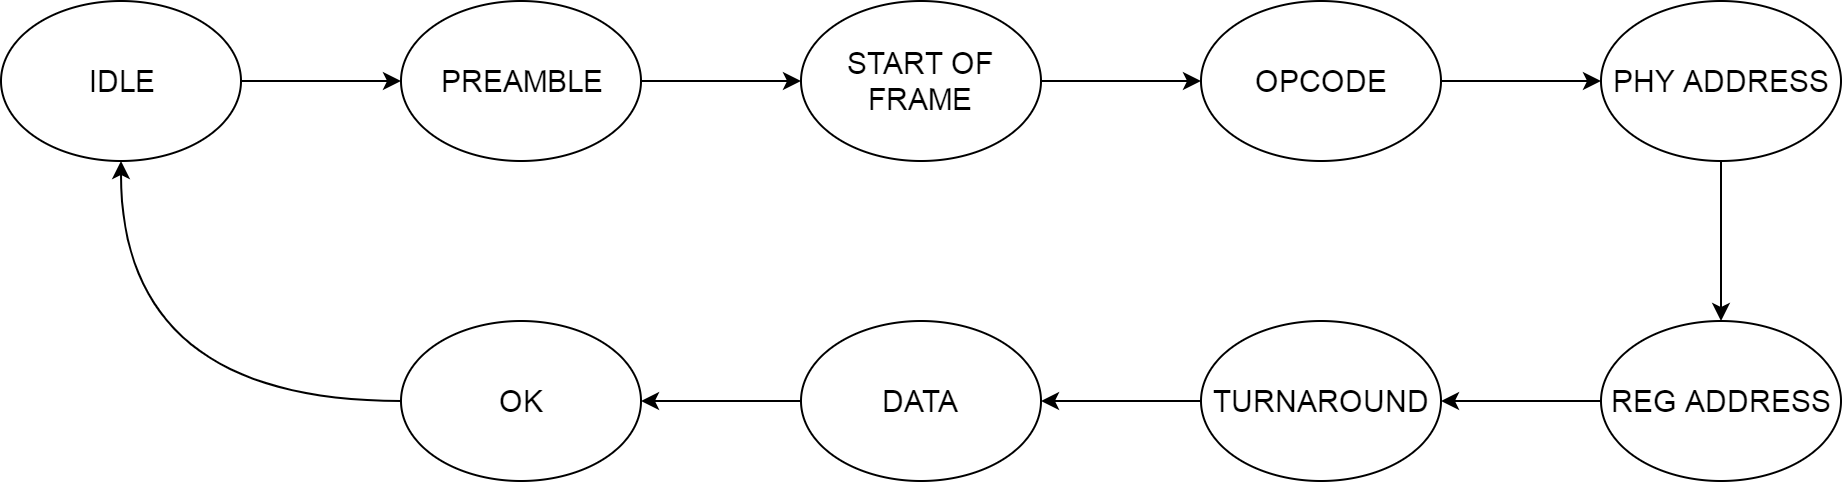 IDLE
PREAMBLE
START OF
FRAME
OPCODE
PHY ADDRESS
OK
DATA
TURNAROUND
REG ADDRESS